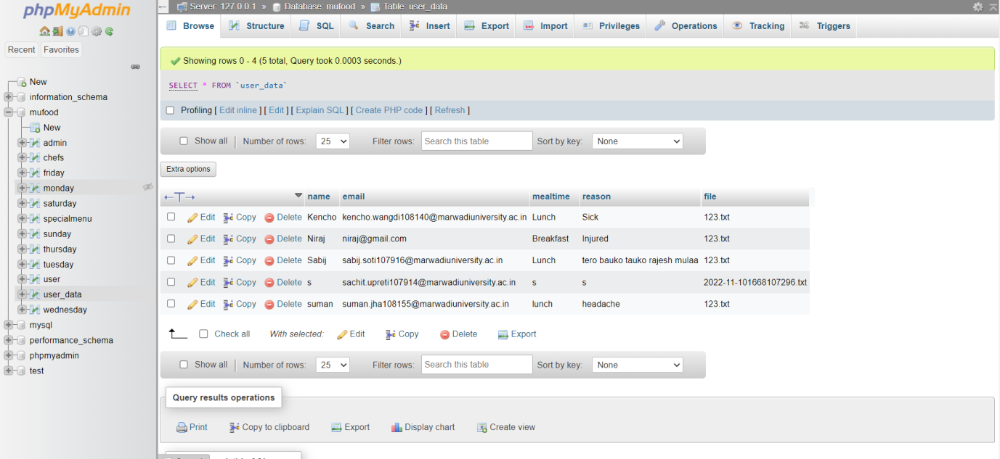 phpMyAdmin
Recent Favorites
New
information_schema
mufood
New
admin
chefs
friday
monday
saturday
specialmenu
sunday
thursday
tuesday
user
user_data
wednesday
mysql
performance_schema
phpmyadmin
test
Server: 127.0.0.1 » Database: mufood » Table: user_data
Browse Structure SQL Search Insert Export Import Privileges Operations Tracking Triggers
Showing rows 0 - 4 (5 total, Query took 0.0003 seconds.)
SELECT * FROM `user_data`
Profiling [ Edit inline ] [ Edit ] [ Explain SQL ] [ Create PHP code ] [ Refresh ]
Show all Number of rows: 25 Filter rows: Search this table Sort by key: None
Extra options
←T→ name email mealtime reason file
Edit Copy Delete Kencho kencho.wangdi108140@marwadiuniversity.ac.in Lunch Sick 123.txt
Edit Copy Delete Niraj niraj@gmail.com Breakfast Injured 123.txt
Edit Copy Delete Sabij sabij.soti107916@marwadiuniversity.ac.in Lunch tero bauko tauko rajesh mulaa 123.txt
Edit Copy Delete s sachit.upreti107914@marwadiuniversity.ac.in s s 2022-11-101668107296.txt
Edit Copy Delete suman suman.jha108155@marwadiuniversity.ac.in lunch headache 123.txt
Check all With selected: Edit Copy Delete Export
Show all Number of rows: 25 Filter rows: Search this table Sort by key: None
Query results operations
Print Copy to clipboard Export Display chart Create view